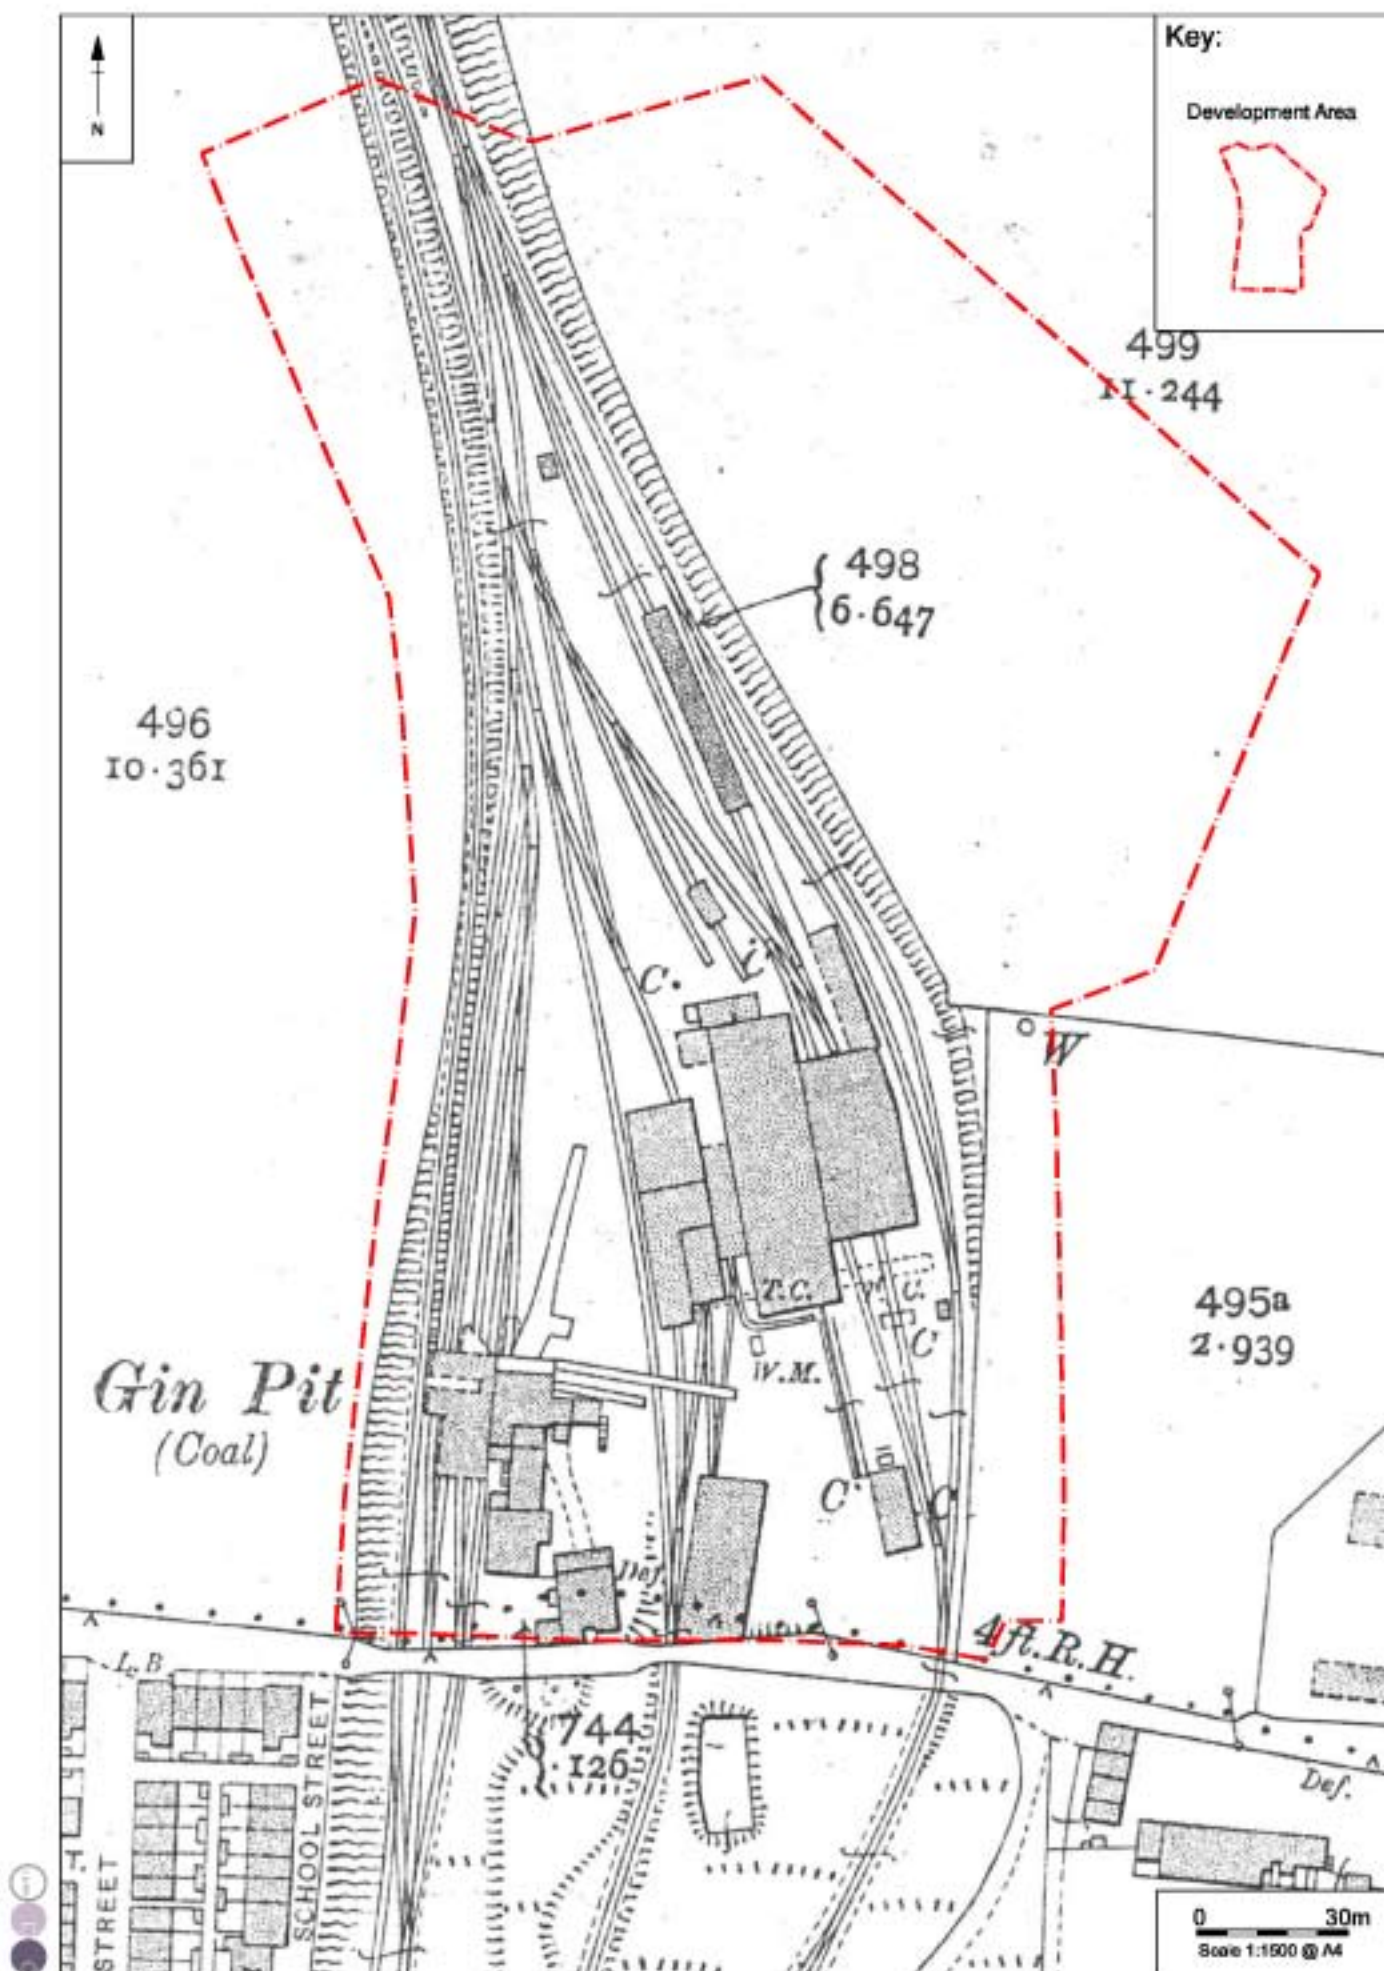 N
Key:
Development Area
499
11·244
498
6·647
496
10·361
C.
W
T.C.
C.
495a
2·939
C
W.M.
Gin Pit
(Coal)
C
C
Def.
4ft.R.H.
L.B
744
·126
SCHOOL STREET
STREET
Def.
0 30m
Scale 1:1500 @ A4